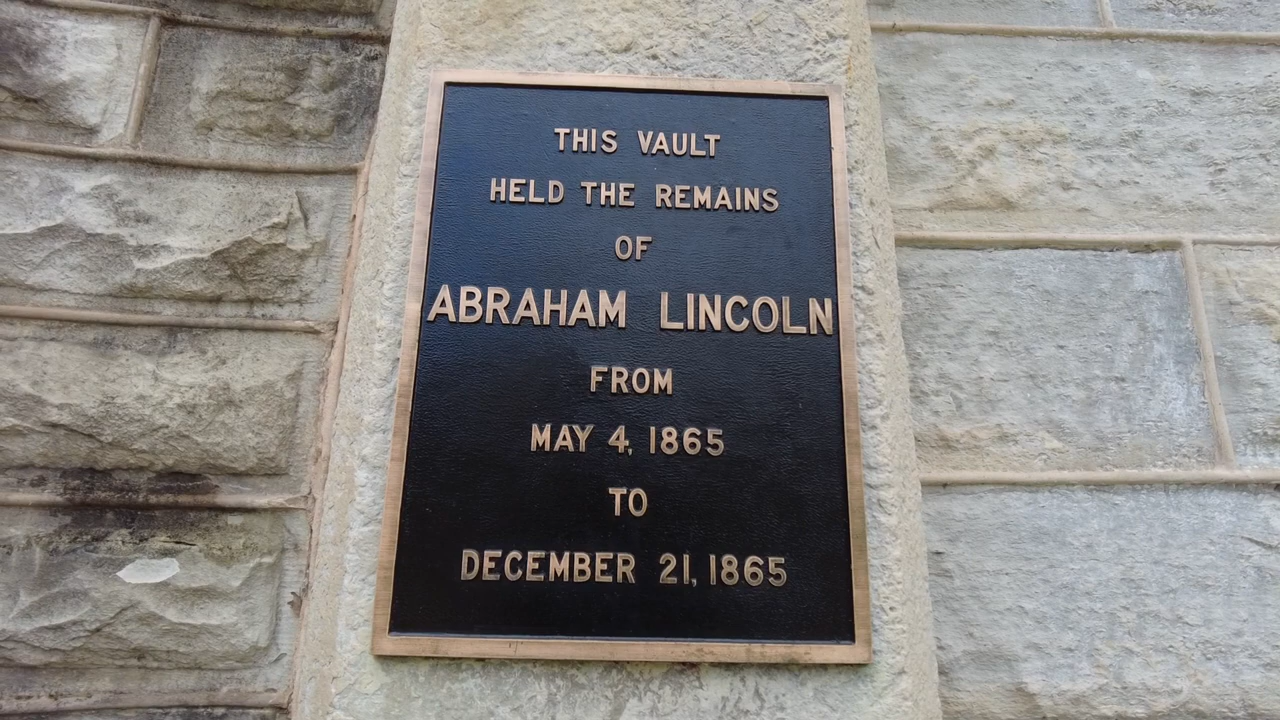 THIS VAULT
HELD THE REMAINS
OF
ABRAHAM LINCOLN
FROM
MAY 4, 1865
TO
DECEMBER 21, 1865